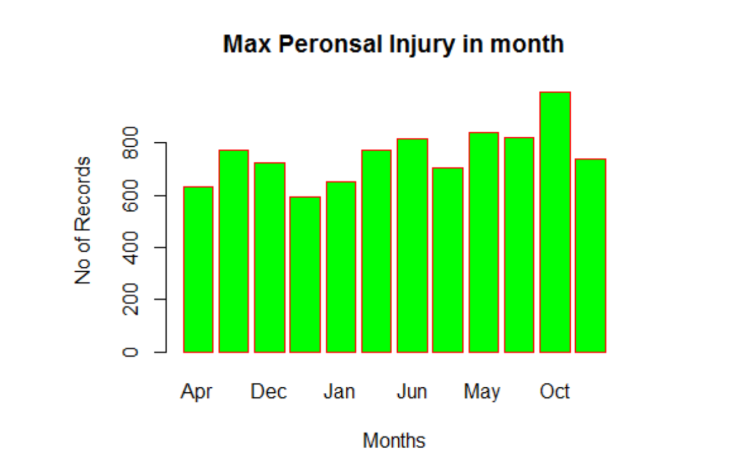 Max Peronsal Injury in month
No of Records
800
600
400
200
0
Apr Dec Jan Jun May Oct
Months